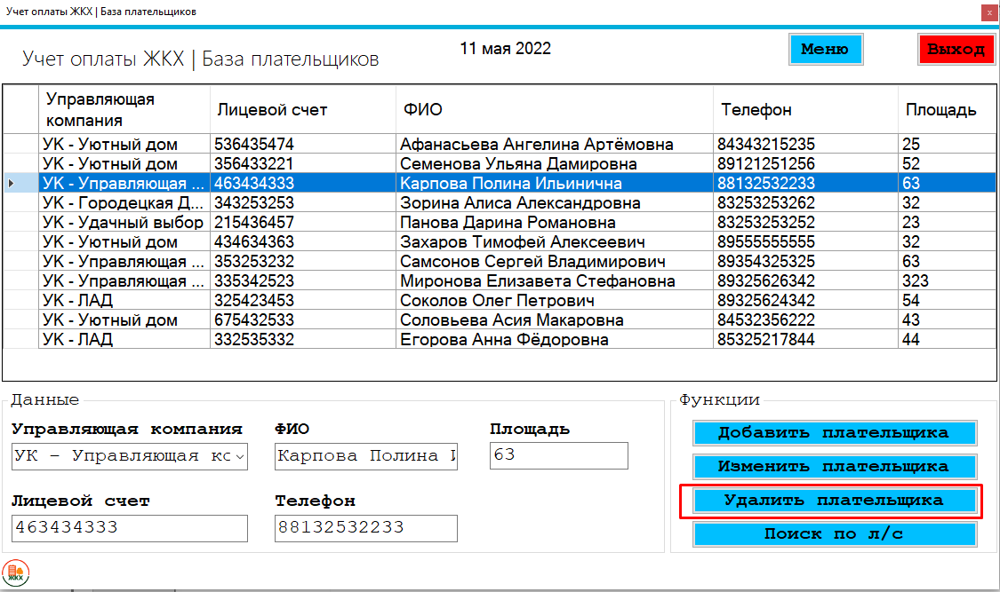 Учет оплаты ЖКХ | База плательщиков
x
Учет оплаты ЖКХ | База плательщиков
11 мая 2022
Меню
Выход
Управляющая
компания
Лицевой счет
ФИО
Телефон
Площадь
УК - Уютный дом 536435474 Афанасьева Ангелина Артёмовна 84343215235 25
УК - Уютный дом 356433221 Семенова Ульяна Дамировна 89121251256 52
УК - Управляющая ... 463434333 Карпова Полина Ильинична 88132532233 63
УК - Городецкая Д... 343253253 Зорина Алиса Александровна 83253253262 32
УК - Удачный выбор 215436457 Панова Дарина Романовна 83253253252 23
УК - Уютный дом 434634363 Захаров Тимофей Алексеевич 89555555555 32
УК - Управляющая ... 353253232 Самсонов Сергей Владимирович 89354325325 63
УК - Управляющая ... 335342523 Миронова Елизавета Стефановна 89325626342 323
УК - ЛАД 325423453 Соколов Олег Петрович 89325624342 54
УК - Уютный дом 675432533 Соловьева Асия Макаровна 84532356222 43
УК - ЛАД 332535332 Егорова Анна Фёдоровна 85325217844 44
Данные
Управляющая компания
ФИО
Площадь
УК - Управляющая кс
Карпова Полина И
63
Лицевой счет
Телефон
463434333
88132532233
Функции
Добавить плательщика
Изменить плательщика
Удалить плательщика
Поиск по л/с
ЖКХ